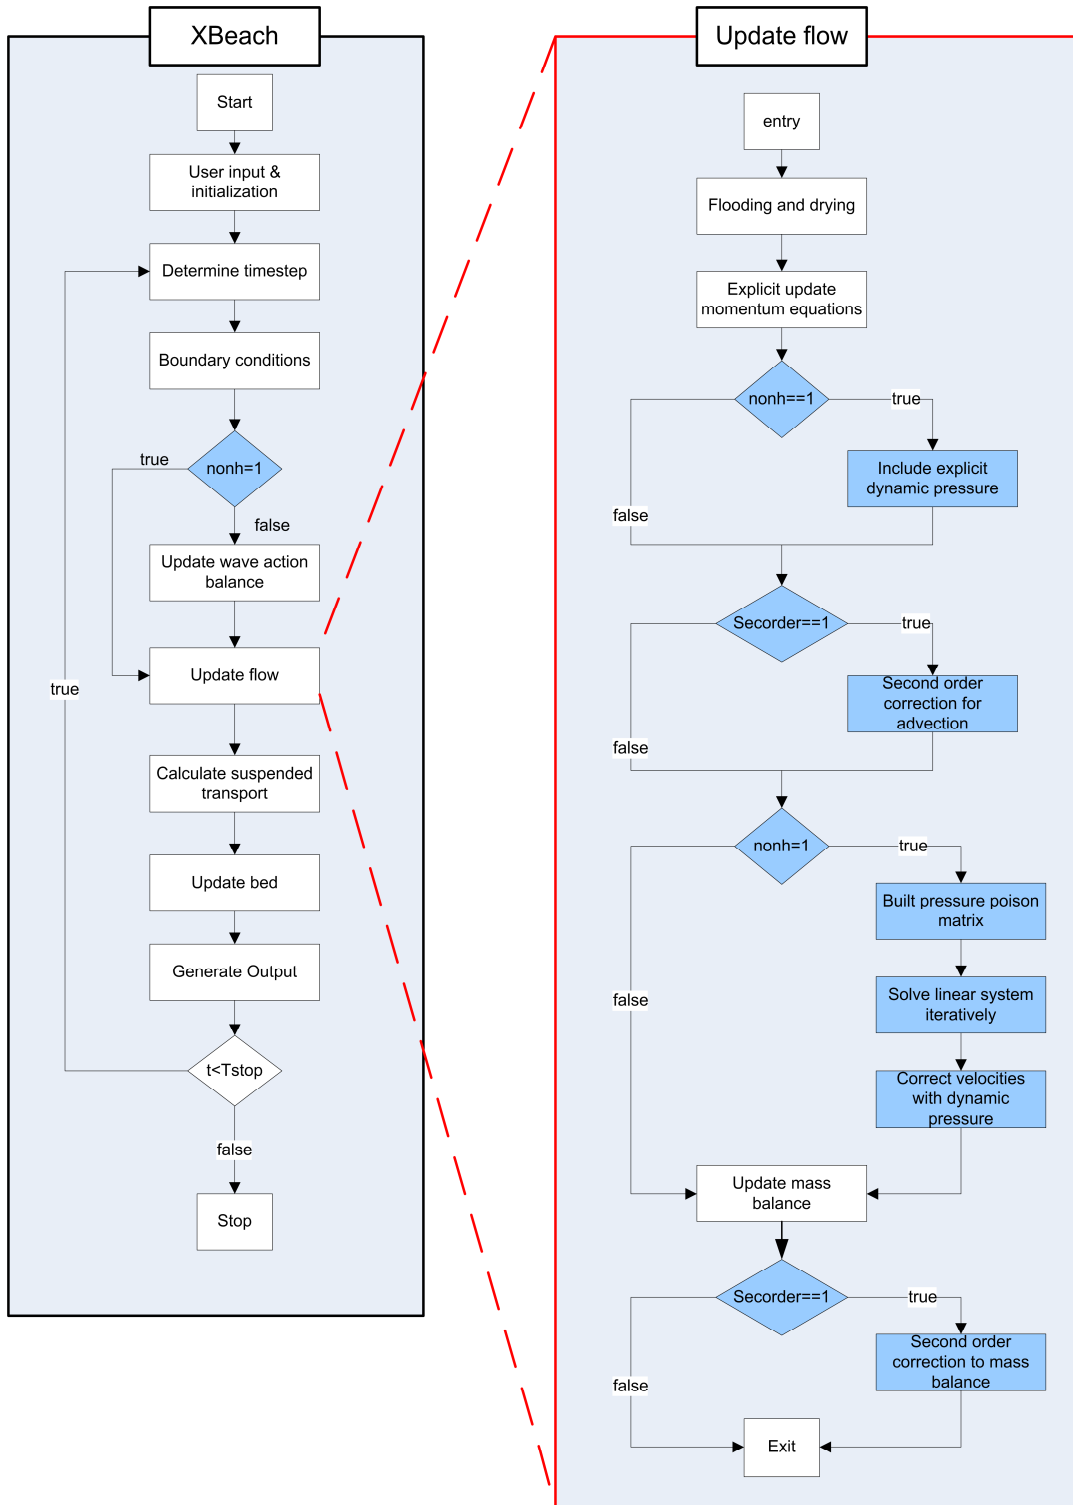 XBeach
Start
User input &
initialization
Determine timestep
Boundary conditions
nonh=1
true
false
Update wave action
balance
Update flow
true
Calculate suspended
transport
Update bed
Generate Output
t<Tstop
false
Stop
Update flow
entry
Flooding and drying
Explicit update
momentum equations
nonh==1
true
Include explicit
dynamic pressure
false
Secorder==1
true
Second order
correction for
advection
false
nonh=1
true
Built pressure poison
matrix
false
Solve linear system
iteratively
Correct velocities
with dynamic
pressure
Update mass
balance
Secorder==1
true
Second order
correction to mass
balance
false
Exit